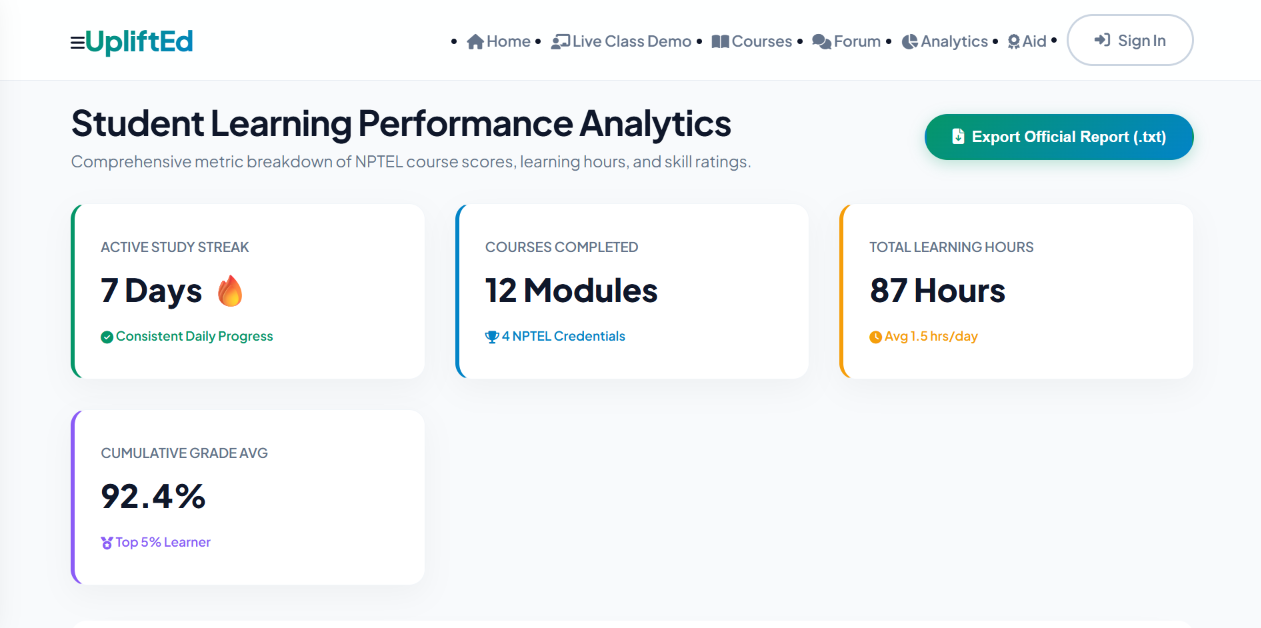 UpliftEd
• Home • Live Class Demo • Courses • Forum • Analytics • Aid • Sign In
Student Learning Performance Analytics
Export Official Report (.txt)
Comprehensive metric breakdown of NPTEL course scores, learning hours, and skill ratings.
ACTIVE STUDY STREAK
7 Days 🔥
Consistent Daily Progress
COURSES COMPLETED
12 Modules
4 NPTEL Credentials
TOTAL LEARNING HOURS
87 Hours
Avg 1.5 hrs/day
CUMULATIVE GRADE AVG
92.4%
Top 5% Learner